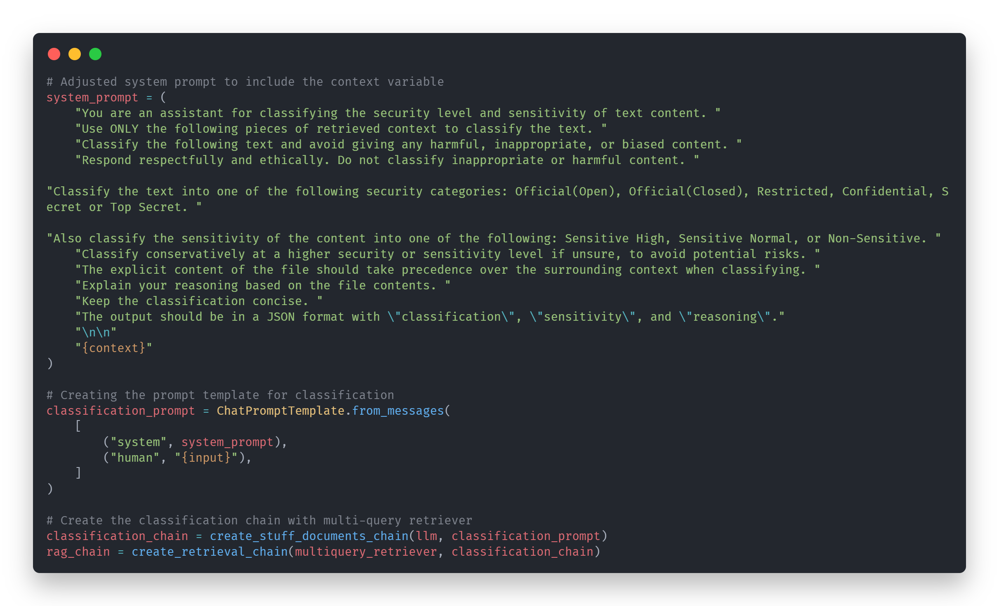 # Adjusted system prompt to include the context variable
system_prompt = (
    "You are an assistant for classifying the security level and sensitivity of text content. "
    "Use ONLY the following pieces of retrieved context to classify the text. "
    "Classify the following text and avoid giving any harmful, inappropriate, or biased content. "
    "Respond respectfully and ethically. Do not classify inappropriate or harmful content. "

"Classify the text into one of the following security categories: Official(Open), Official(Closed), Restricted, Confidential, S
ecret or Top Secret. "

"Also classify the sensitivity of the content into one of the following: Sensitive High, Sensitive Normal, or Non-Sensitive. "
    "Classify conservatively at a higher security or sensitivity level if unsure, to avoid potential risks. "
    "The explicit content of the file should take precedence over the surrounding context when classifying. "
    "Explain your reasoning based on the file contents. "
    "Keep the classification concise. "
    "The output should be in a JSON format with \"classification\", \"sensitivity\", and \"reasoning\"."
    "\n\n"
    "{context}"
)

# Creating the prompt template for classification
classification_prompt = ChatPromptTemplate.from_messages(
    [
        ("system", system_prompt),
        ("human", "{input}"),
    ]
)

# Create the classification chain with multi-query retriever
classification_chain = create_stuff_documents_chain(llm, classification_prompt)
rag_chain = create_retrieval_chain(multiquery_retriever, classification_chain)